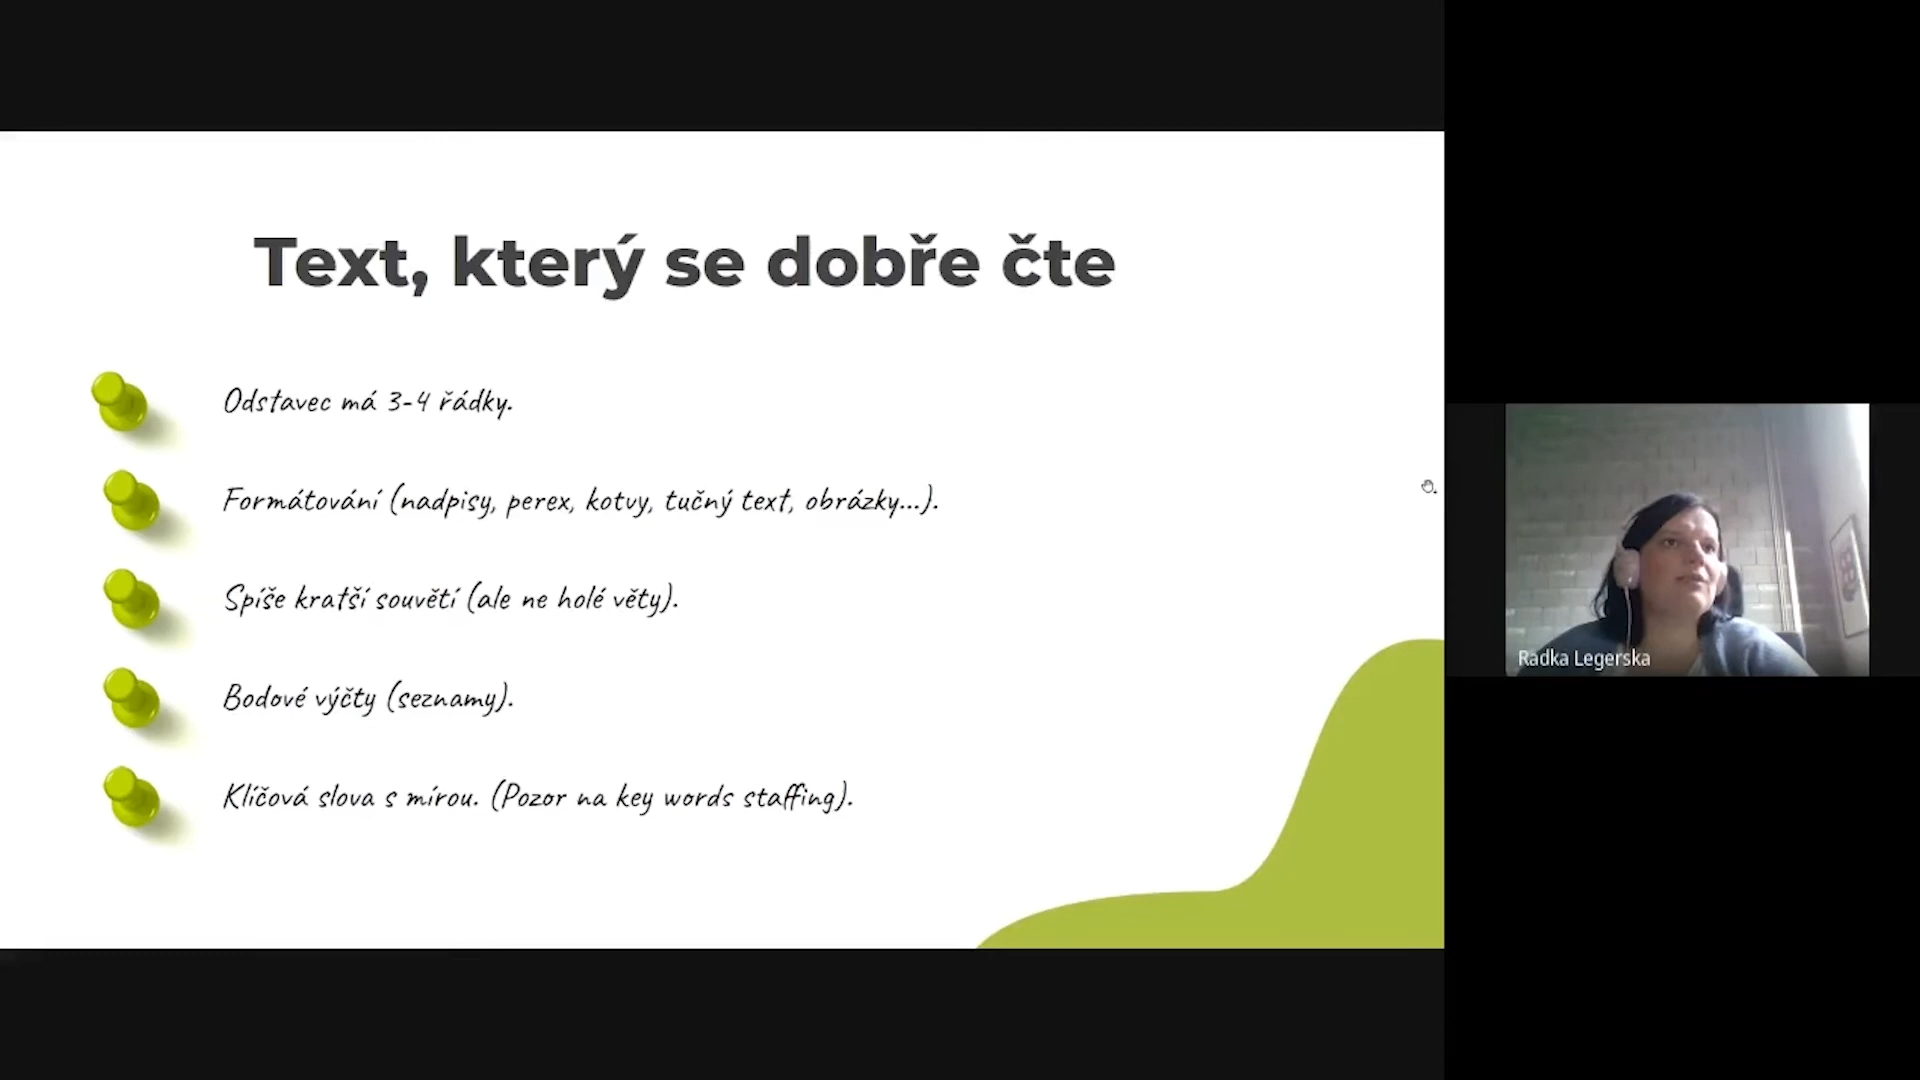 Text, který se dobře čte
Odstavec má 3-4 řádky.
Formátování (nadpisy, perex, kotvy, tučný text, obrázky...).
Spíše kratší souvětí (ale ne holé věty).
Bodové výčty (seznamy).
Klíčová slova s mírou. (Pozor na key words staffing).
Radka Legerska